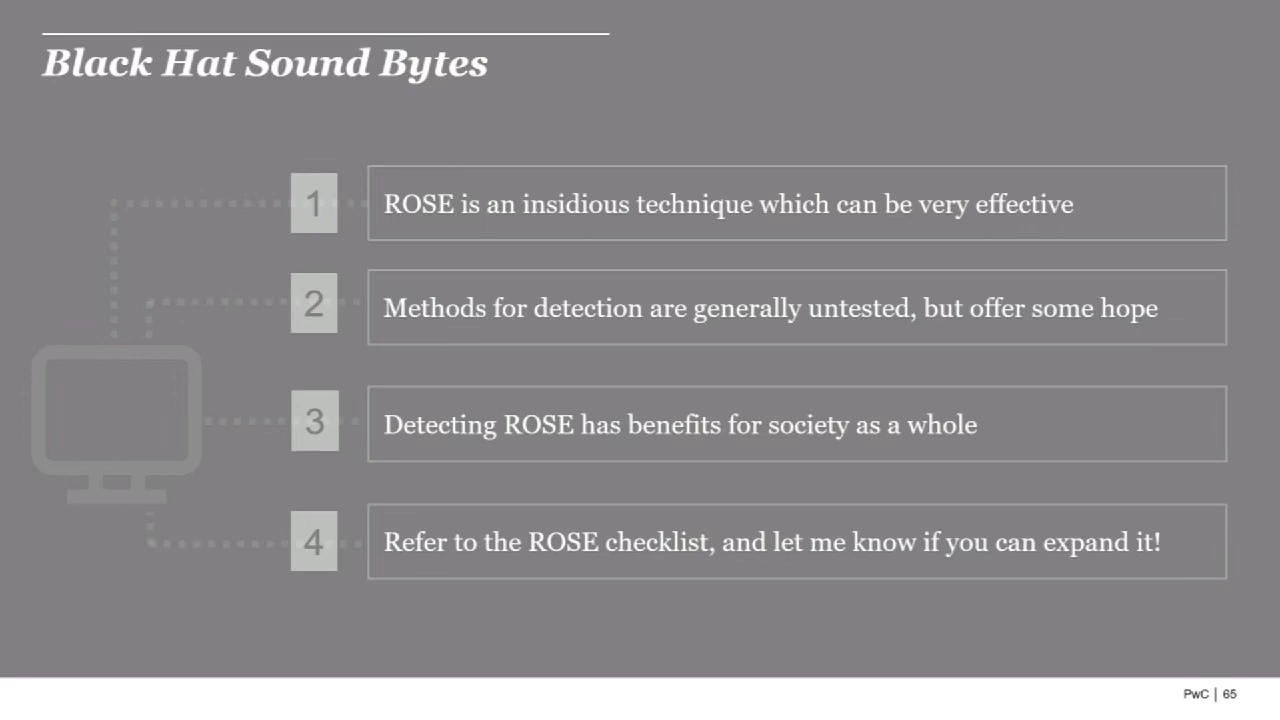 Black Hat Sound Bytes
1
ROSE is an insidious technique which can be very effective
2
Methods for detection are generally untested, but offer some hope
3
Detecting ROSE has benefits for society as a whole
4
Refer to the ROSE checklist, and let me know if you can expand it!
PwC | 65